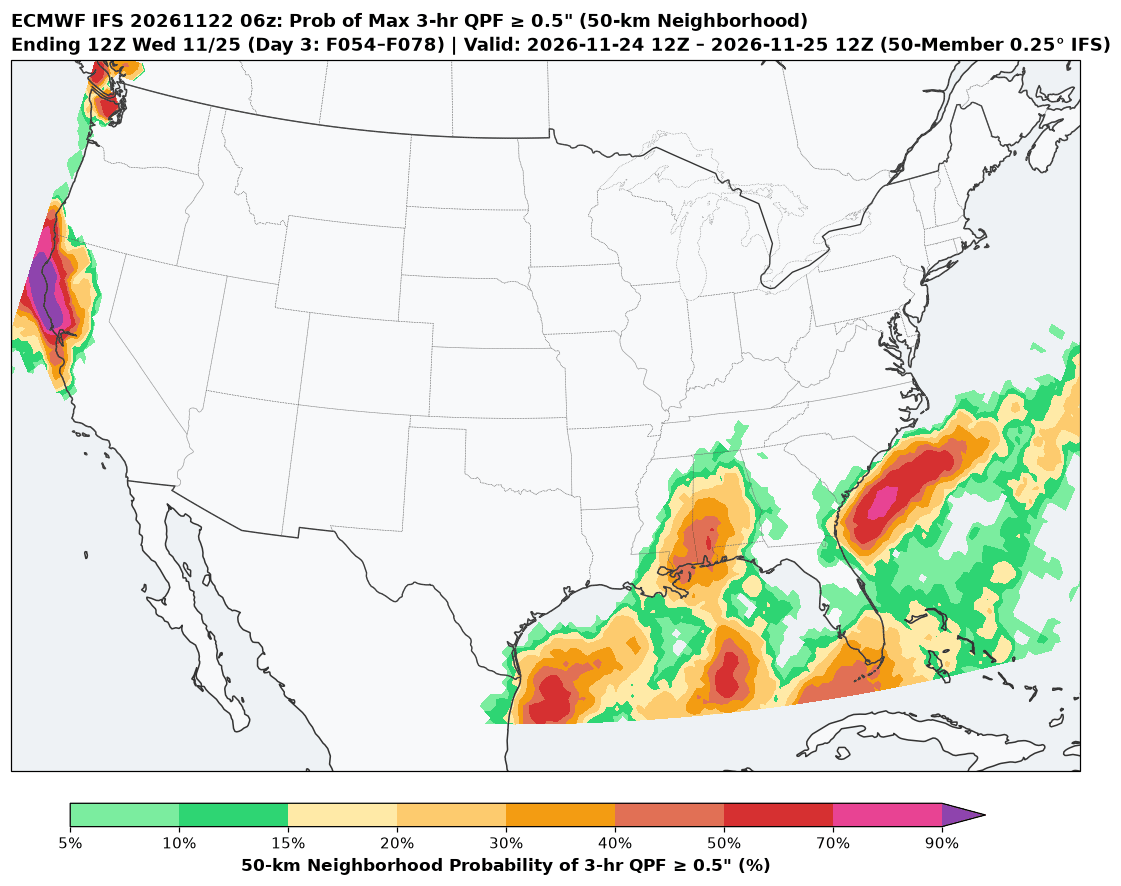 ECMWF IFS 20261122 06z: Prob of Max 3-hr QPF ≥ 0.5" (50-km Neighborhood)
Ending 12Z Wed 11/25 (Day 3: F054–F078) | Valid: 2026-11-24 12Z – 2026-11-25 12Z (50-Member 0.25° IFS)
5% 10% 15% 20% 30% 40% 50% 70% 90%
50-km Neighborhood Probability of 3-hr QPF ≥ 0.5" (%)